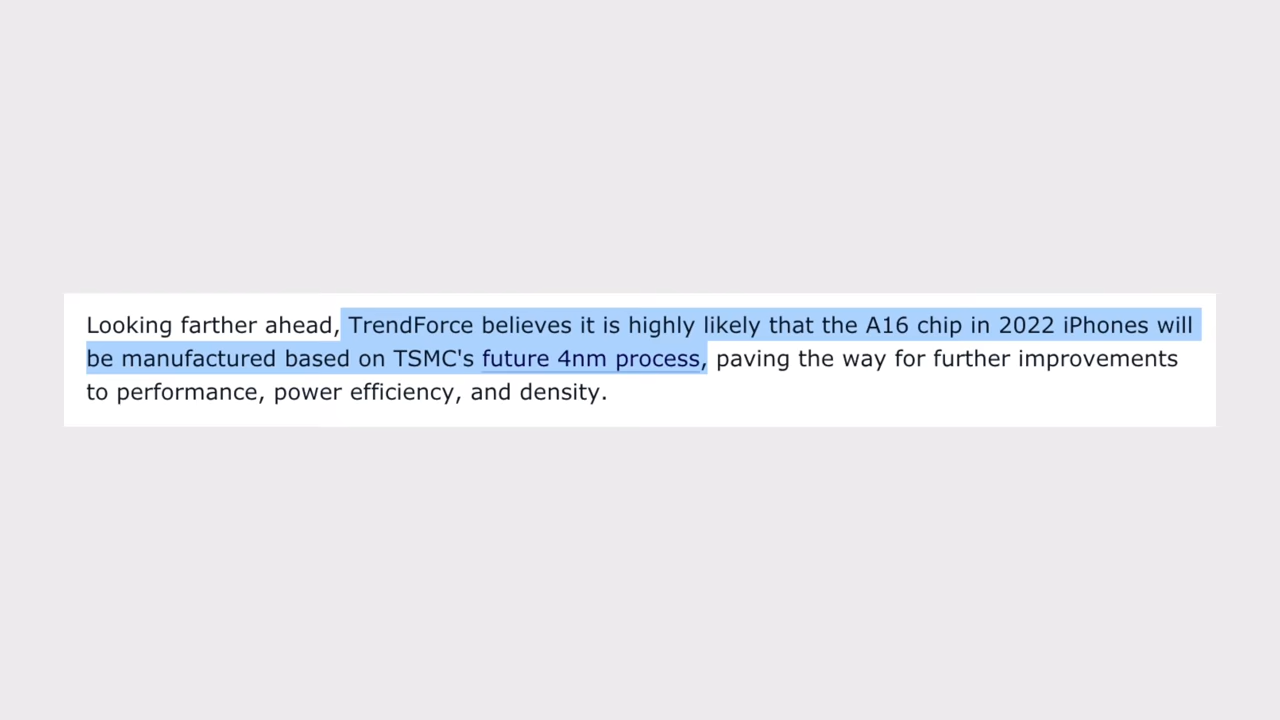 Looking farther ahead, TrendForce believes it is highly likely that the A16 chip in 2022 iPhones will
be manufactured based on TSMC's future 4nm process, paving the way for further improvements
to performance, power efficiency, and density.